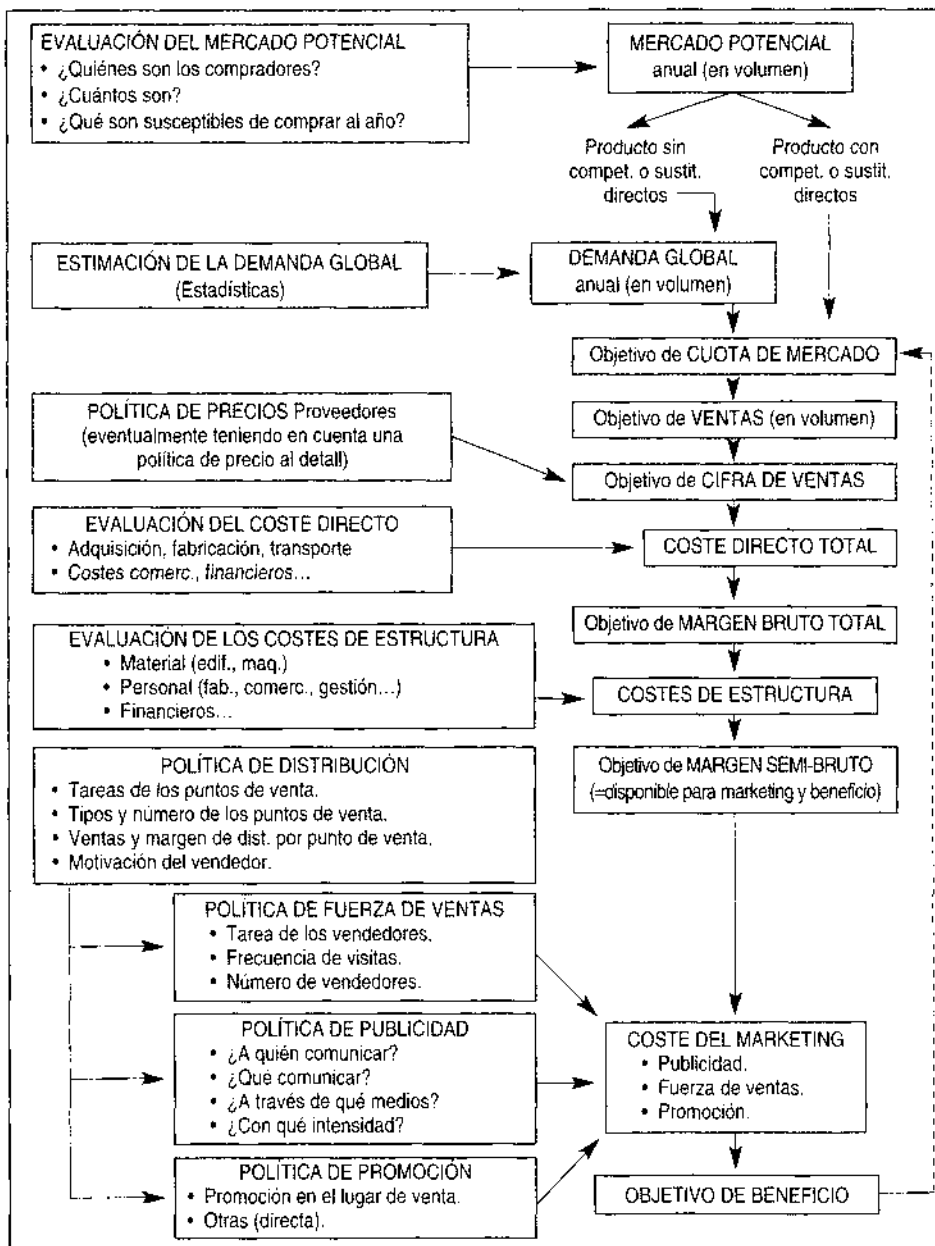 EVALUACIÓN DEL MERCADO POTENCIAL
• ¿Quiénes son los compradores?
• ¿Cuántos son?
• ¿Qué son susceptibles de comprar al año?
MERCADO POTENCIAL
anual (en volumen)
Producto sin
compet. o sustit.
directos
Producto con
compet. o sustit.
directos
ESTIMACIÓN DE LA DEMANDA GLOBAL
(Estadísticas)
DEMANDA GLOBAL
anual (en volumen)
Objetivo de CUOTA DE MERCADO
POLÍTICA DE PRECIOS Proveedores
(eventualmente teniendo en cuenta una
política de precio al detall)
Objetivo de VENTAS (en volumen)
Objetivo de CIFRA DE VENTAS
EVALUACIÓN DEL COSTE DIRECTO
• Adquisición, fabricación, transporte
• Costes comerc., financieros...
COSTE DIRECTO TOTAL
Objetivo de MARGEN BRUTO TOTAL
EVALUACIÓN DE LOS COSTES DE ESTRUCTURA
• Material (edif., maq.)
• Personal (fab., comerc., gestión...)
• Financieros...
COSTES DE ESTRUCTURA
Objetivo de MARGEN SEMI-BRUTO
(=disponible para marketing y beneficio)
POLÍTICA DE DISTRIBUCIÓN
• Tareas de los puntos de venta.
• Tipos y número de los puntos de venta.
• Ventas y margen de dist. por punto de venta.
• Motivación del vendedor.
POLÍTICA DE FUERZA DE VENTAS
• Tarea de los vendedores.
• Frecuencia de visitas.
• Número de vendedores.
POLÍTICA DE PUBLICIDAD
• ¿A quién comunicar?
• ¿Qué comunicar?
• ¿A través de qué medios?
• ¿Con qué intensidad?
COSTE DEL MARKETING
• Publicidad.
• Fuerza de ventas.
• Promoción.
POLÍTICA DE PROMOCIÓN
• Promoción en el lugar de venta.
• Otras (directa).
OBJETIVO DE BENEFICIO